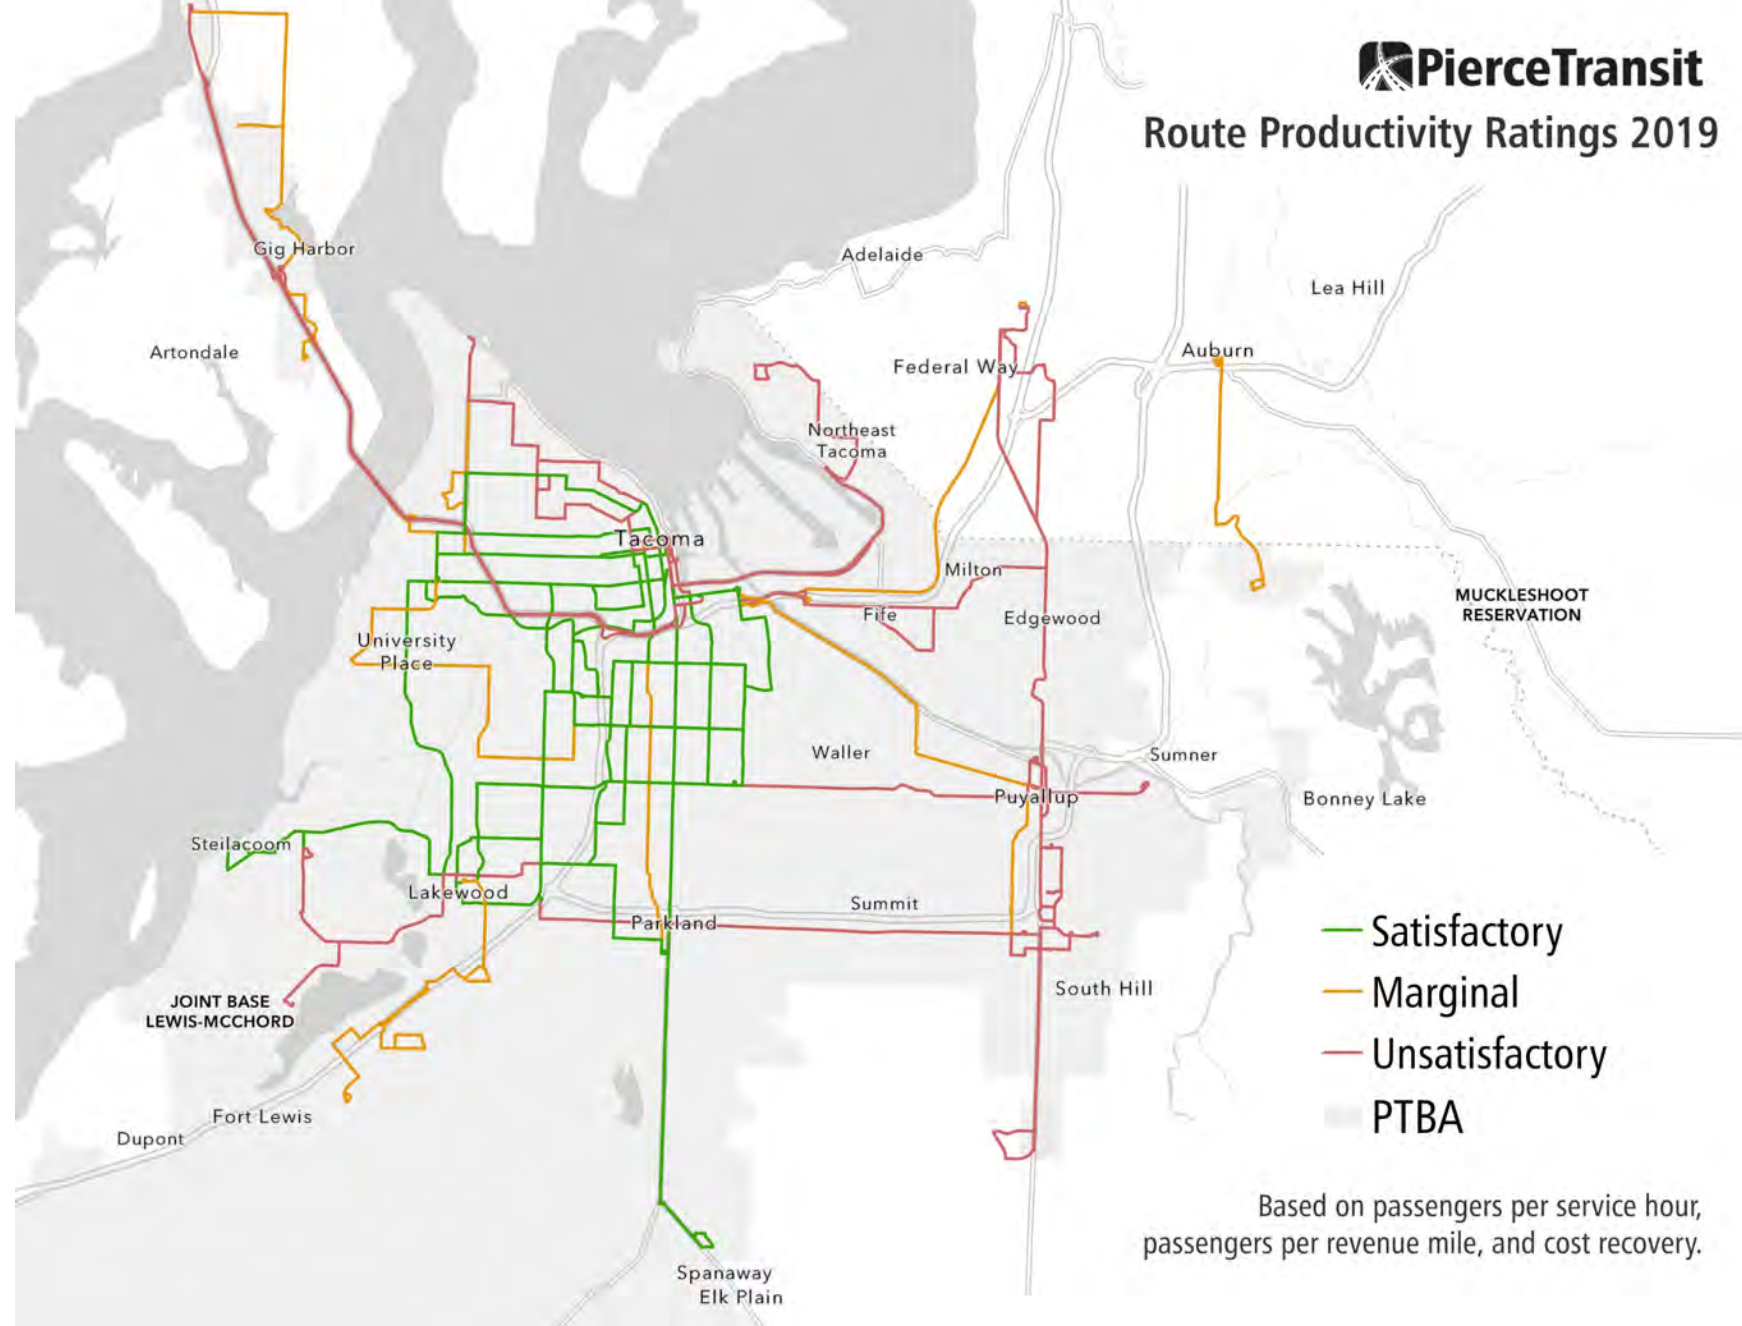 PierceTransit
Route Productivity Ratings 2019
Gig Harbor
Adelaide
Lea Hill
Artondale
Auburn
Federal Way
Northeast
Tacoma
Tacoma
Milton
MUCKLESHOOT
RESERVATION
Fife
Edgewood
University
Place
Waller
Sumner
Puyallup
Bonney Lake
Steilacoom
Lakewood
Summit
Parkland
South Hill
JOINT BASE
LEWIS-MCCHORD
Fort Lewis
Dupont
Spanaway
Elk Plain
Satisfactory
Marginal
Unsatisfactory
PTBA
Based on passengers per service hour,
passengers per revenue mile, and cost recovery.